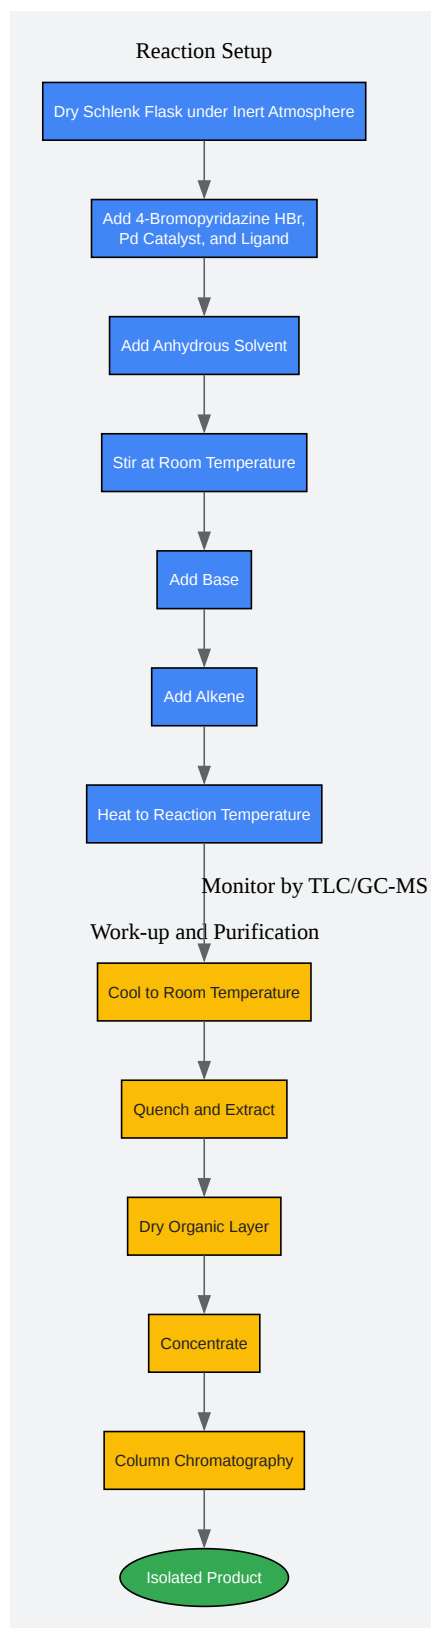 Reaction Setup
Dry Schlenk Flask under Inert Atmosphere
Add 4-Bromopyridazine HBr,
Pd Catalyst, and Ligand
Add Anhydrous Solvent
Stir at Room Temperature
Add Base
Add Alkene
Heat to Reaction Temperature
Monitor by TLC/GC-MS
Work-up and Purification
Cool to Room Temperature
Quench and Extract
Dry Organic Layer
Concentrate
Column Chromatography
Isolated Product